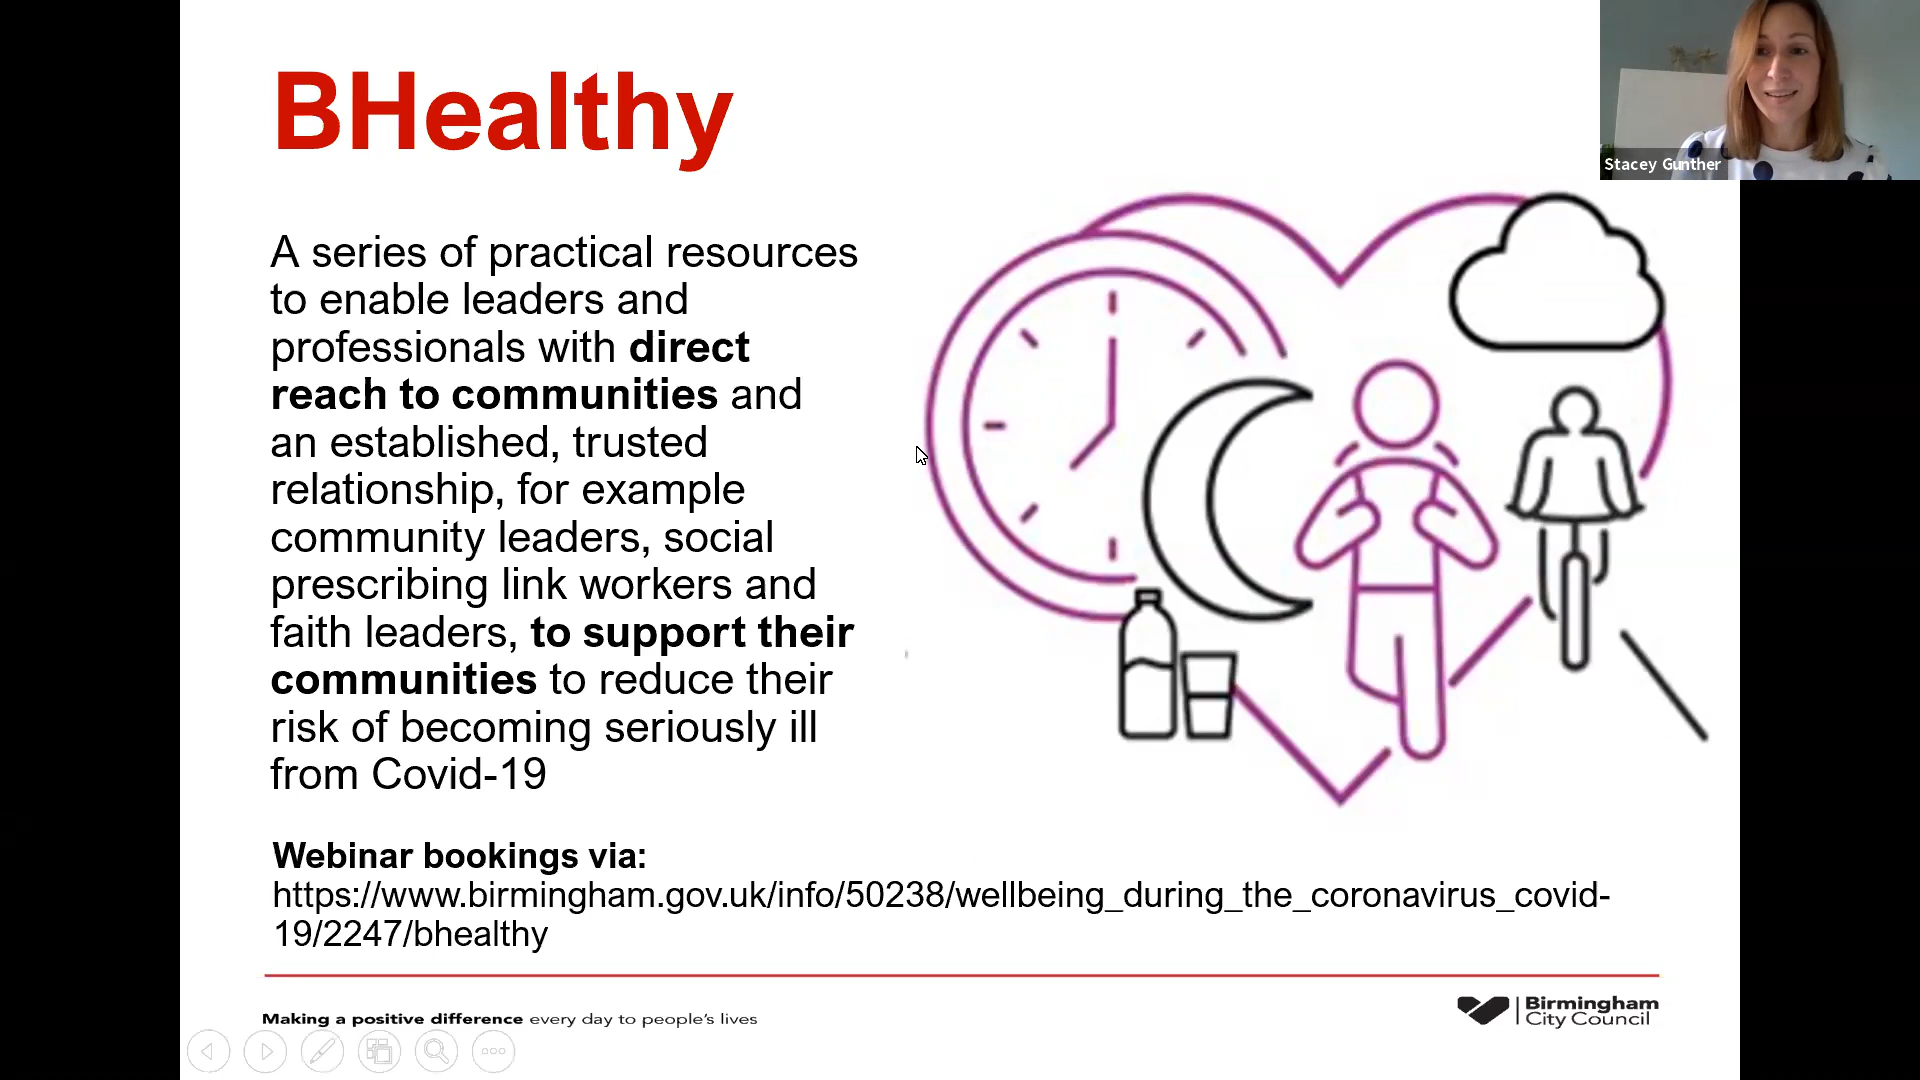 BHealthy
Stacey Gunther
A series of practical resources
to enable leaders and
professionals with direct
reach to communities and
an established, trusted
relationship, for example
community leaders, social
prescribing link workers and
faith leaders, to support their
communities to reduce their
risk of becoming seriously ill
from Covid-19
Webinar bookings via:
https://www.birmingham.gov.uk/info/50238/wellbeing_during_the_coronavirus_covid-
19/2247/bhealthy
Making a positive difference every day to people's lives
Birmingham
City Council